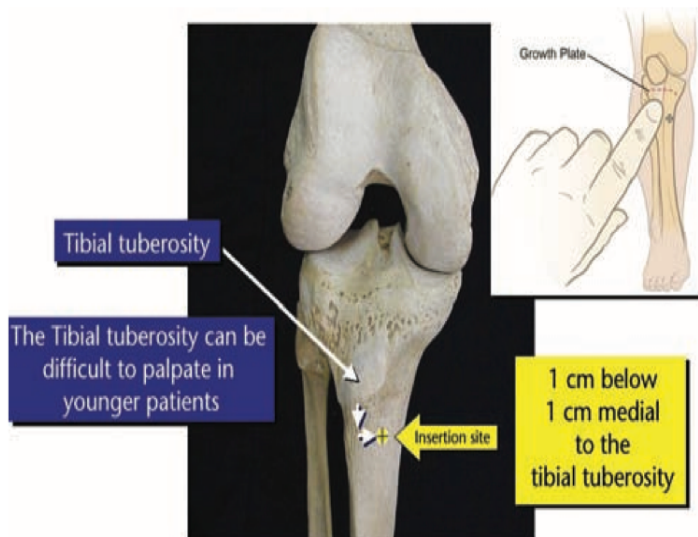 Growth Plate
Tibial tuberosity
The Tibial tuberosity can be
difficult to palpate in
younger patients
Insertion site
1 cm below
1 cm medial
to the
tibial tuberosity